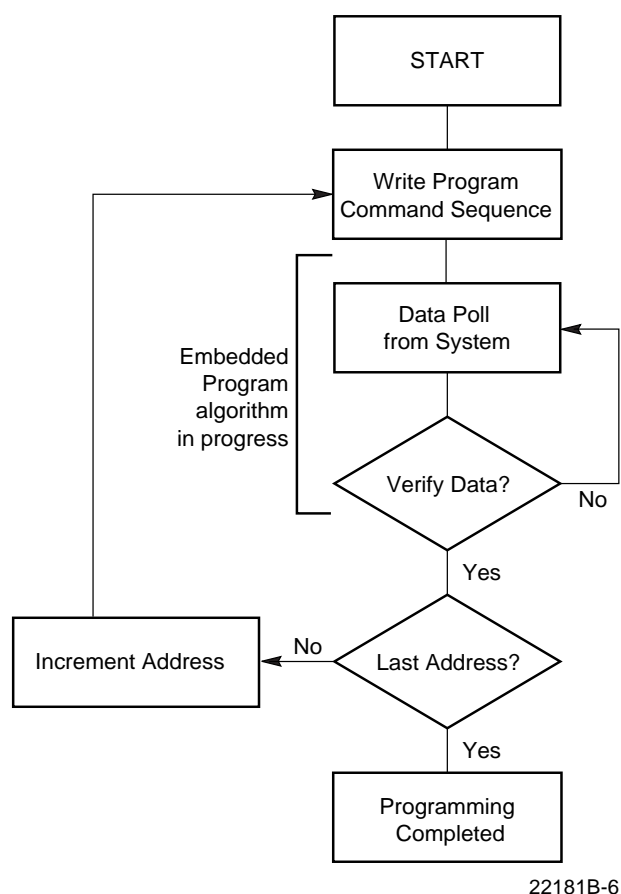 START
Write Program
Command Sequence
Data Poll
from System
Embedded
Program
algorithm
in progress
Verify Data?
No
Yes
No
Increment Address
Last Address?
Yes
Programming
Completed
22181B-6